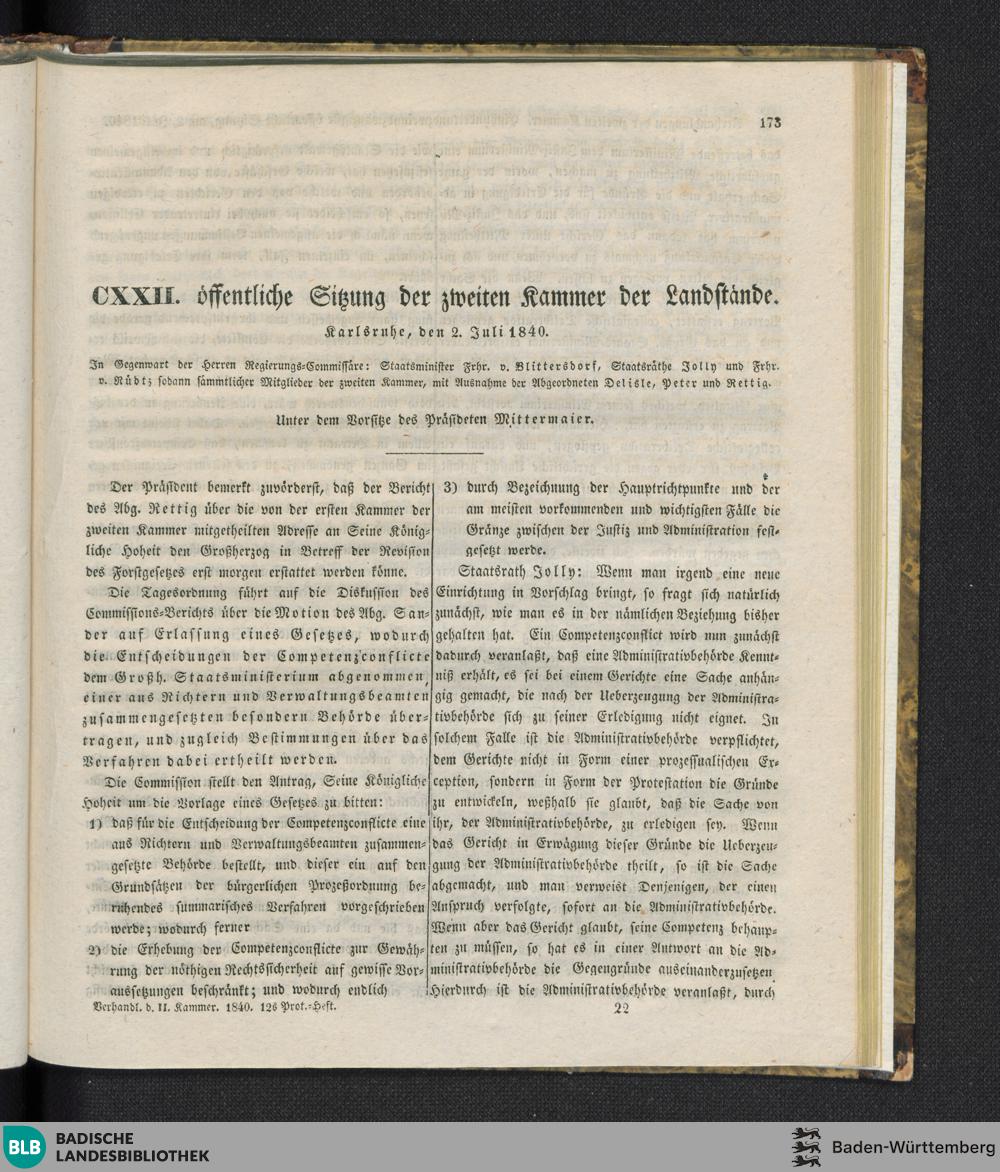 173
CXXII. öffentliche Sitzung der zweiten Kammer der Landstände.
Karlsruhe, den 2. Juli 1840.
In Gegenwart der Herren Regierungs-Commissäre: Staatsminister Frhr. v. Blittersdorf, Staatsräthe Jolly und Frhr.
v. Rüdtz sodann sämmtlicher Mitglieder der zweiten Kammer, mit Ausnahme der Abgeordneten Delisle, Peter und Rettig.
Unter dem Vorsitze des Präsideten Mittermaier.
Der Präsident bemerkt zuvörderst, daß der Bericht
des Abg. Rettig über die von der ersten Kammer der
zweiten Kammer mitgetheilten Adresse an Seine König-
liche Hoheit den Großherzog in Betreff der Revision
des Forstgesetzes erst morgen erstattet werden könne.
Die Tagesordnung führt auf die Diskussion des
Commissions-Berichts über die Motion des Abg. San-
der auf Erlassung eines Gesetzes, wodurch
die Entscheidungen der Competenzconflicte
dem Großh. Staatsministerium abgenommen,
einer aus Richtern und Verwaltungsbeamten
zusammengesetzten besondern Behörde über-
tragen, und zugleich Bestimmungen über das
Verfahren dabei ertheilt werden.
Die Commission stellt den Antrag, Seine Königliche
Hoheit um die Vorlage eines Gesetzes zu bitten:
1) daß für die Entscheidung der Competenzconflicte eine
aus Richtern und Verwaltungsbeamten zusammen-
gesetzte Behörde bestellt, und dieser ein auf den
Grundsätzen der bürgerlichen Prozeßordnung be-
ruhendes summarisches Verfahren vorgeschrieben
werde; wodurch ferner
2) die Erhebung der Competenzconflicte zur Gewäh-
rung der nöthigen Rechtssicherheit auf gewisse Vor-
aussetzungen beschränkt; und wodurch endlich
Verhandl. d. II. Kammer. 1840. 12s Prot.-Heft.
3) durch Bezeichnung der Hauptrichtpunkte und der
am meisten vorkommenden und wichtigsten Fälle die
Gränze zwischen der Justiz und Administration fest-
gesetzt werde.
Staatsrath Jolly: Wenn man irgend eine neue
Einrichtung in Vorschlag bringt, so fragt sich natürlich
zunächst, wie man es in der nämlichen Beziehung bisher
gehalten hat. Ein Competenzconflict wird nun zunächst
dadurch veranlaßt, daß eine Administrativbehörde Kennt-
niß erhält, es sei bei einem Gerichte eine Sache anhän-
gig gemacht, die nach der Ueberzeugung der Administra-
tivbehörde sich zu seiner Erledigung nicht eignet. In
solchem Falle ist die Administrativbehörde verpflichtet,
dem Gerichte nicht in Form einer prozessualischen Ex-
ception, sondern in Form der Protestation die Gründe
zu entwickeln, weßhalb sie glaubt, daß die Sache von
ihr, der Administrativbehörde, zu erledigen sey. Wenn
das Gericht in Erwägung dieser Gründe die Ueberzeu-
gung der Administrativbehörde theilt, so ist die Sache
abgemacht, und man verweist Denjenigen, der einen
Anspruch verfolgte, sofort an die Administrativbehörde.
Wenn aber das Gericht glaubt, seine Competenz behaup-
ten zu müssen, so hat es in einer Antwort an die Ad-
ministrativbehörde die Gegengründe auseinanderzusetzen
Hierdurch ist die Administrativbehörde veranlaßt, durch
22
BLB BADISCHE
LANDESBIBLIOTHEK
Baden-Württemberg